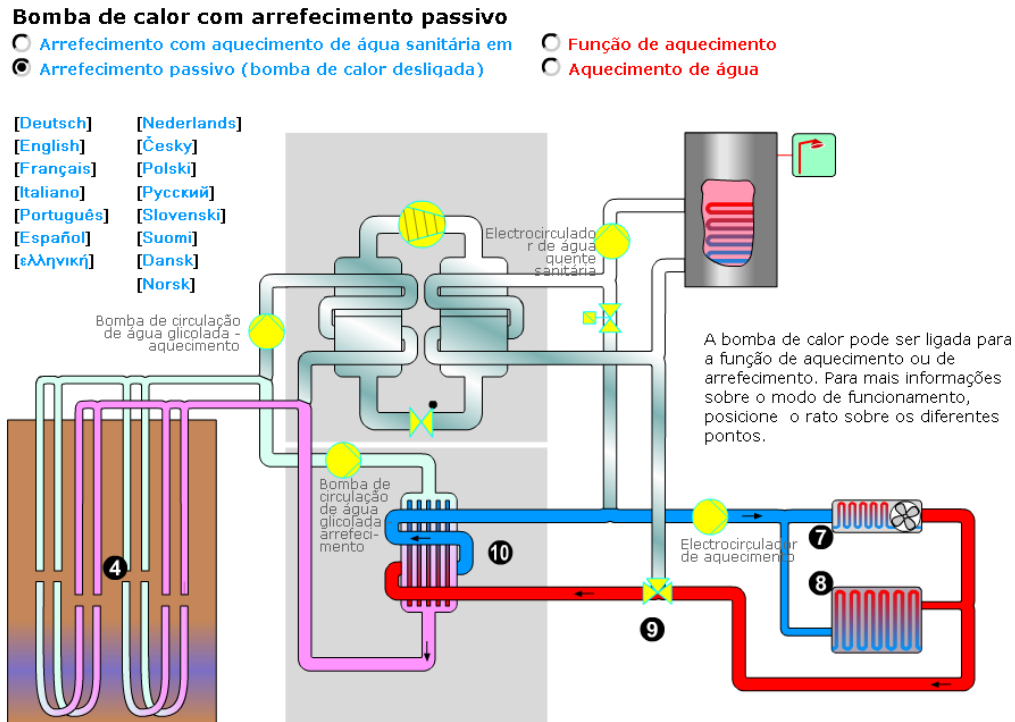 Bomba de calor com arrefecimento passivo
Arrefecimento com aquecimento de água sanitária em
Função de aquecimento
Arrefecimento passivo (bomba de calor desligada)
Aquecimento de água
[Deutsch]
[Nederlands]
[English]
[Česky]
[Français]
[Polski]
[Italiano]
[Русский]
[Português]
[Slovenski]
[Español]
[Suomi]
[ελληνική]
[Dansk]
[Norsk]
Electrocirculado
r de água
quente
sanitária
Bomba de circulação
de água glicolada -
aquecimento
A bomba de calor pode ser ligada para
a função de aquecimento ou de
arrefecimento. Para mais informações
sobre o modo de funcionamento,
posicione o rato sobre os diferentes
pontos.
Bomba de
circulação
de água
glicolada -
arrefeci-
mento
Electrocirculador
de aquecimento
4
10
7
8
9